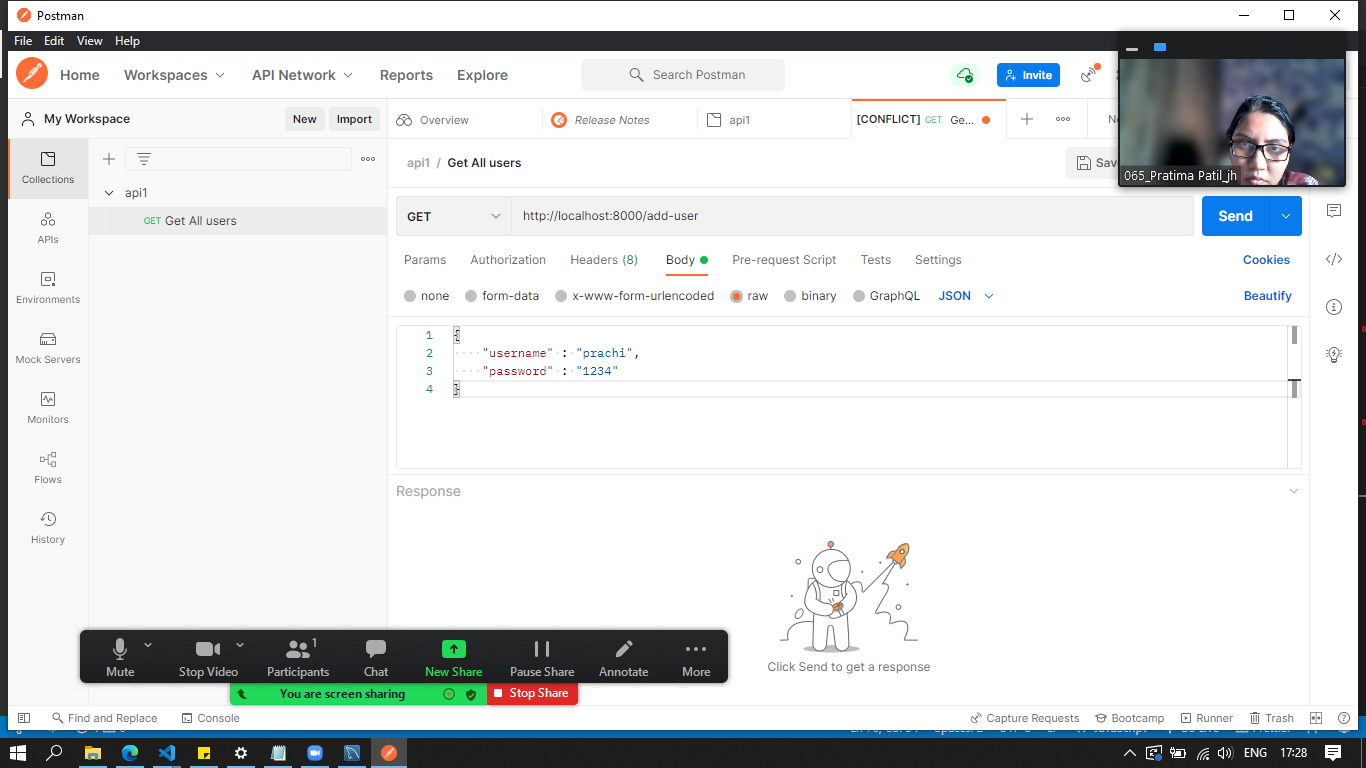 Postman
File Edit View Help
Home Workspaces API Network Reports Explore Search Postman Invite
My Workspace New Import Overview Release Notes api1 [CONFLICT] GET Ge...
api1 / Get All users
065_Pratima Patil_jh
Collections
api1
GET Get All users
GET http://localhost:8000/add-user Send
APIs
Params Authorization Headers (8) Body Pre-request Script Tests Settings Cookies
Environments
none form-data x-www-form-urlencoded raw binary GraphQL JSON Beautify
1 {
2 "username" : "prachi",
3 "password" : "1234"
4 }
Mock Servers
Monitors
Flows
History
Response
Click Send to get a response
1
Mute Stop Video Participants Chat New Share Pause Share Annotate More
You are screen sharing Stop Share
Find and Replace Console Capture Requests Bootcamp Runner Trash
ENG 17:28